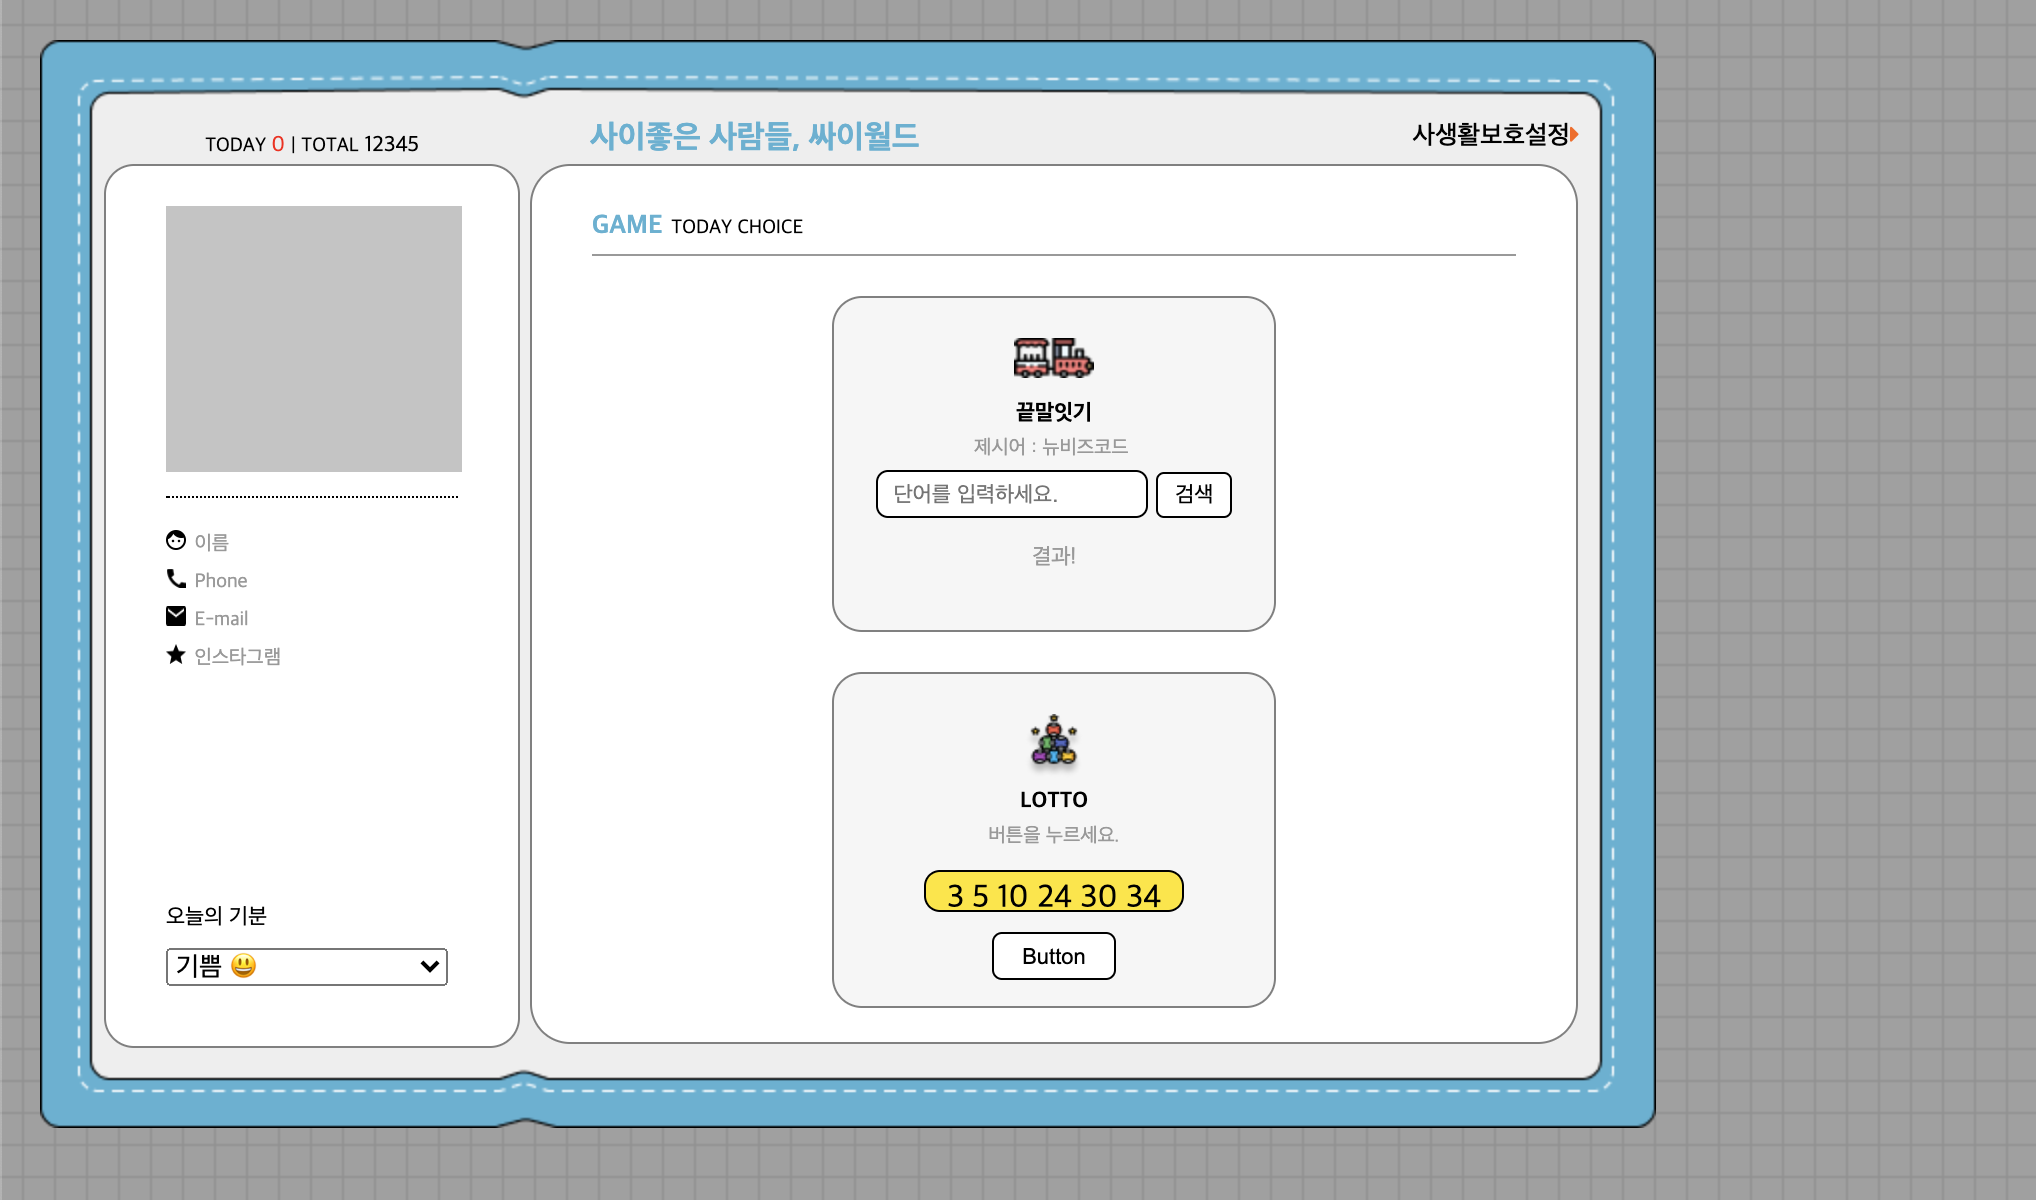 TODAY 0 | TOTAL 12345
사이좋은 사람들, 싸이월드
사생활보호설정
이름
Phone
E-mail
인스타그램
오늘의 기분
기쁨 😃
GAME TODAY CHOICE
끝말잇기
제시어 : 뉴비즈코드
단어를 입력하세요. 검색
결과!
LOTTO
버튼을 누르세요.
3 5 10 24 30 34
Button